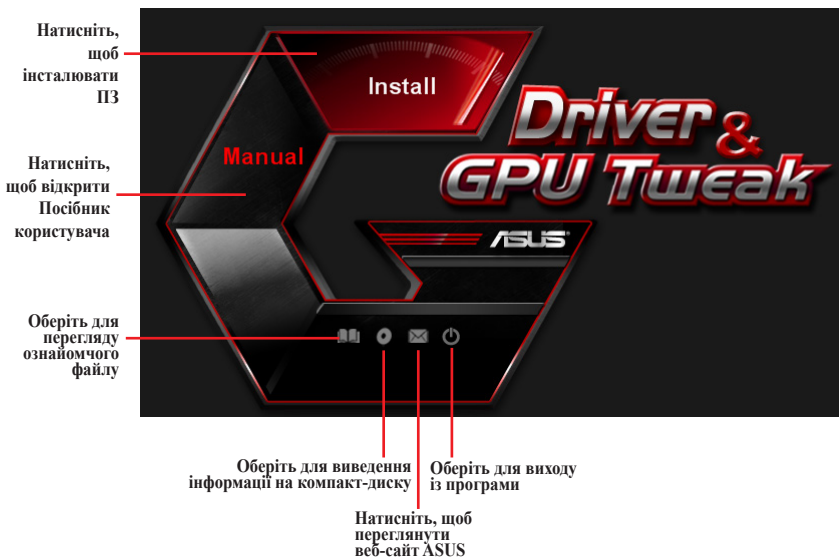 Натисніть,
щоб
інсталювати
ПЗ
Install
Driver &
GPU Tweak
Manual
Натисніть,
щоб відкрити
Посібник
користувача
ASUS
Оберіть для
перегляду
ознайомчого
файлу
Оберіть для виведення
інформації на компакт-диску
Оберіть для виходу
із програми
Натисніть, щоб
переглянути
веб-сайт ASUS